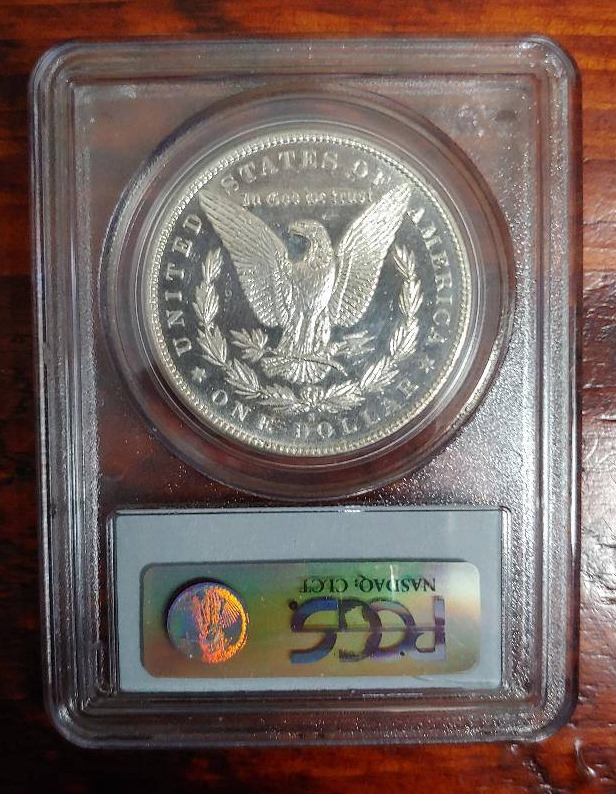 UNITED STATES OF AMERICA
In God we trust
ONE DOLLAR
NASDAQ: CLCT
PCGS.